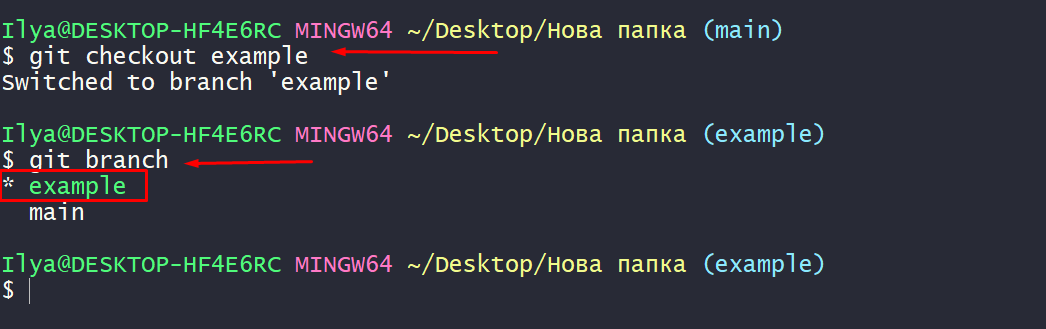 Ilya@DESKTOP-HF4E6RC MINGW64 ~/Desktop/Нова папка (main)
$ git checkout example
Switched to branch 'example'
Ilya@DESKTOP-HF4E6RC MINGW64 ~/Desktop/Нова папка (example)
$ git branch
* example
main
Ilya@DESKTOP-HF4E6RC MINGW64 ~/Desktop/Нова папка (example)
$